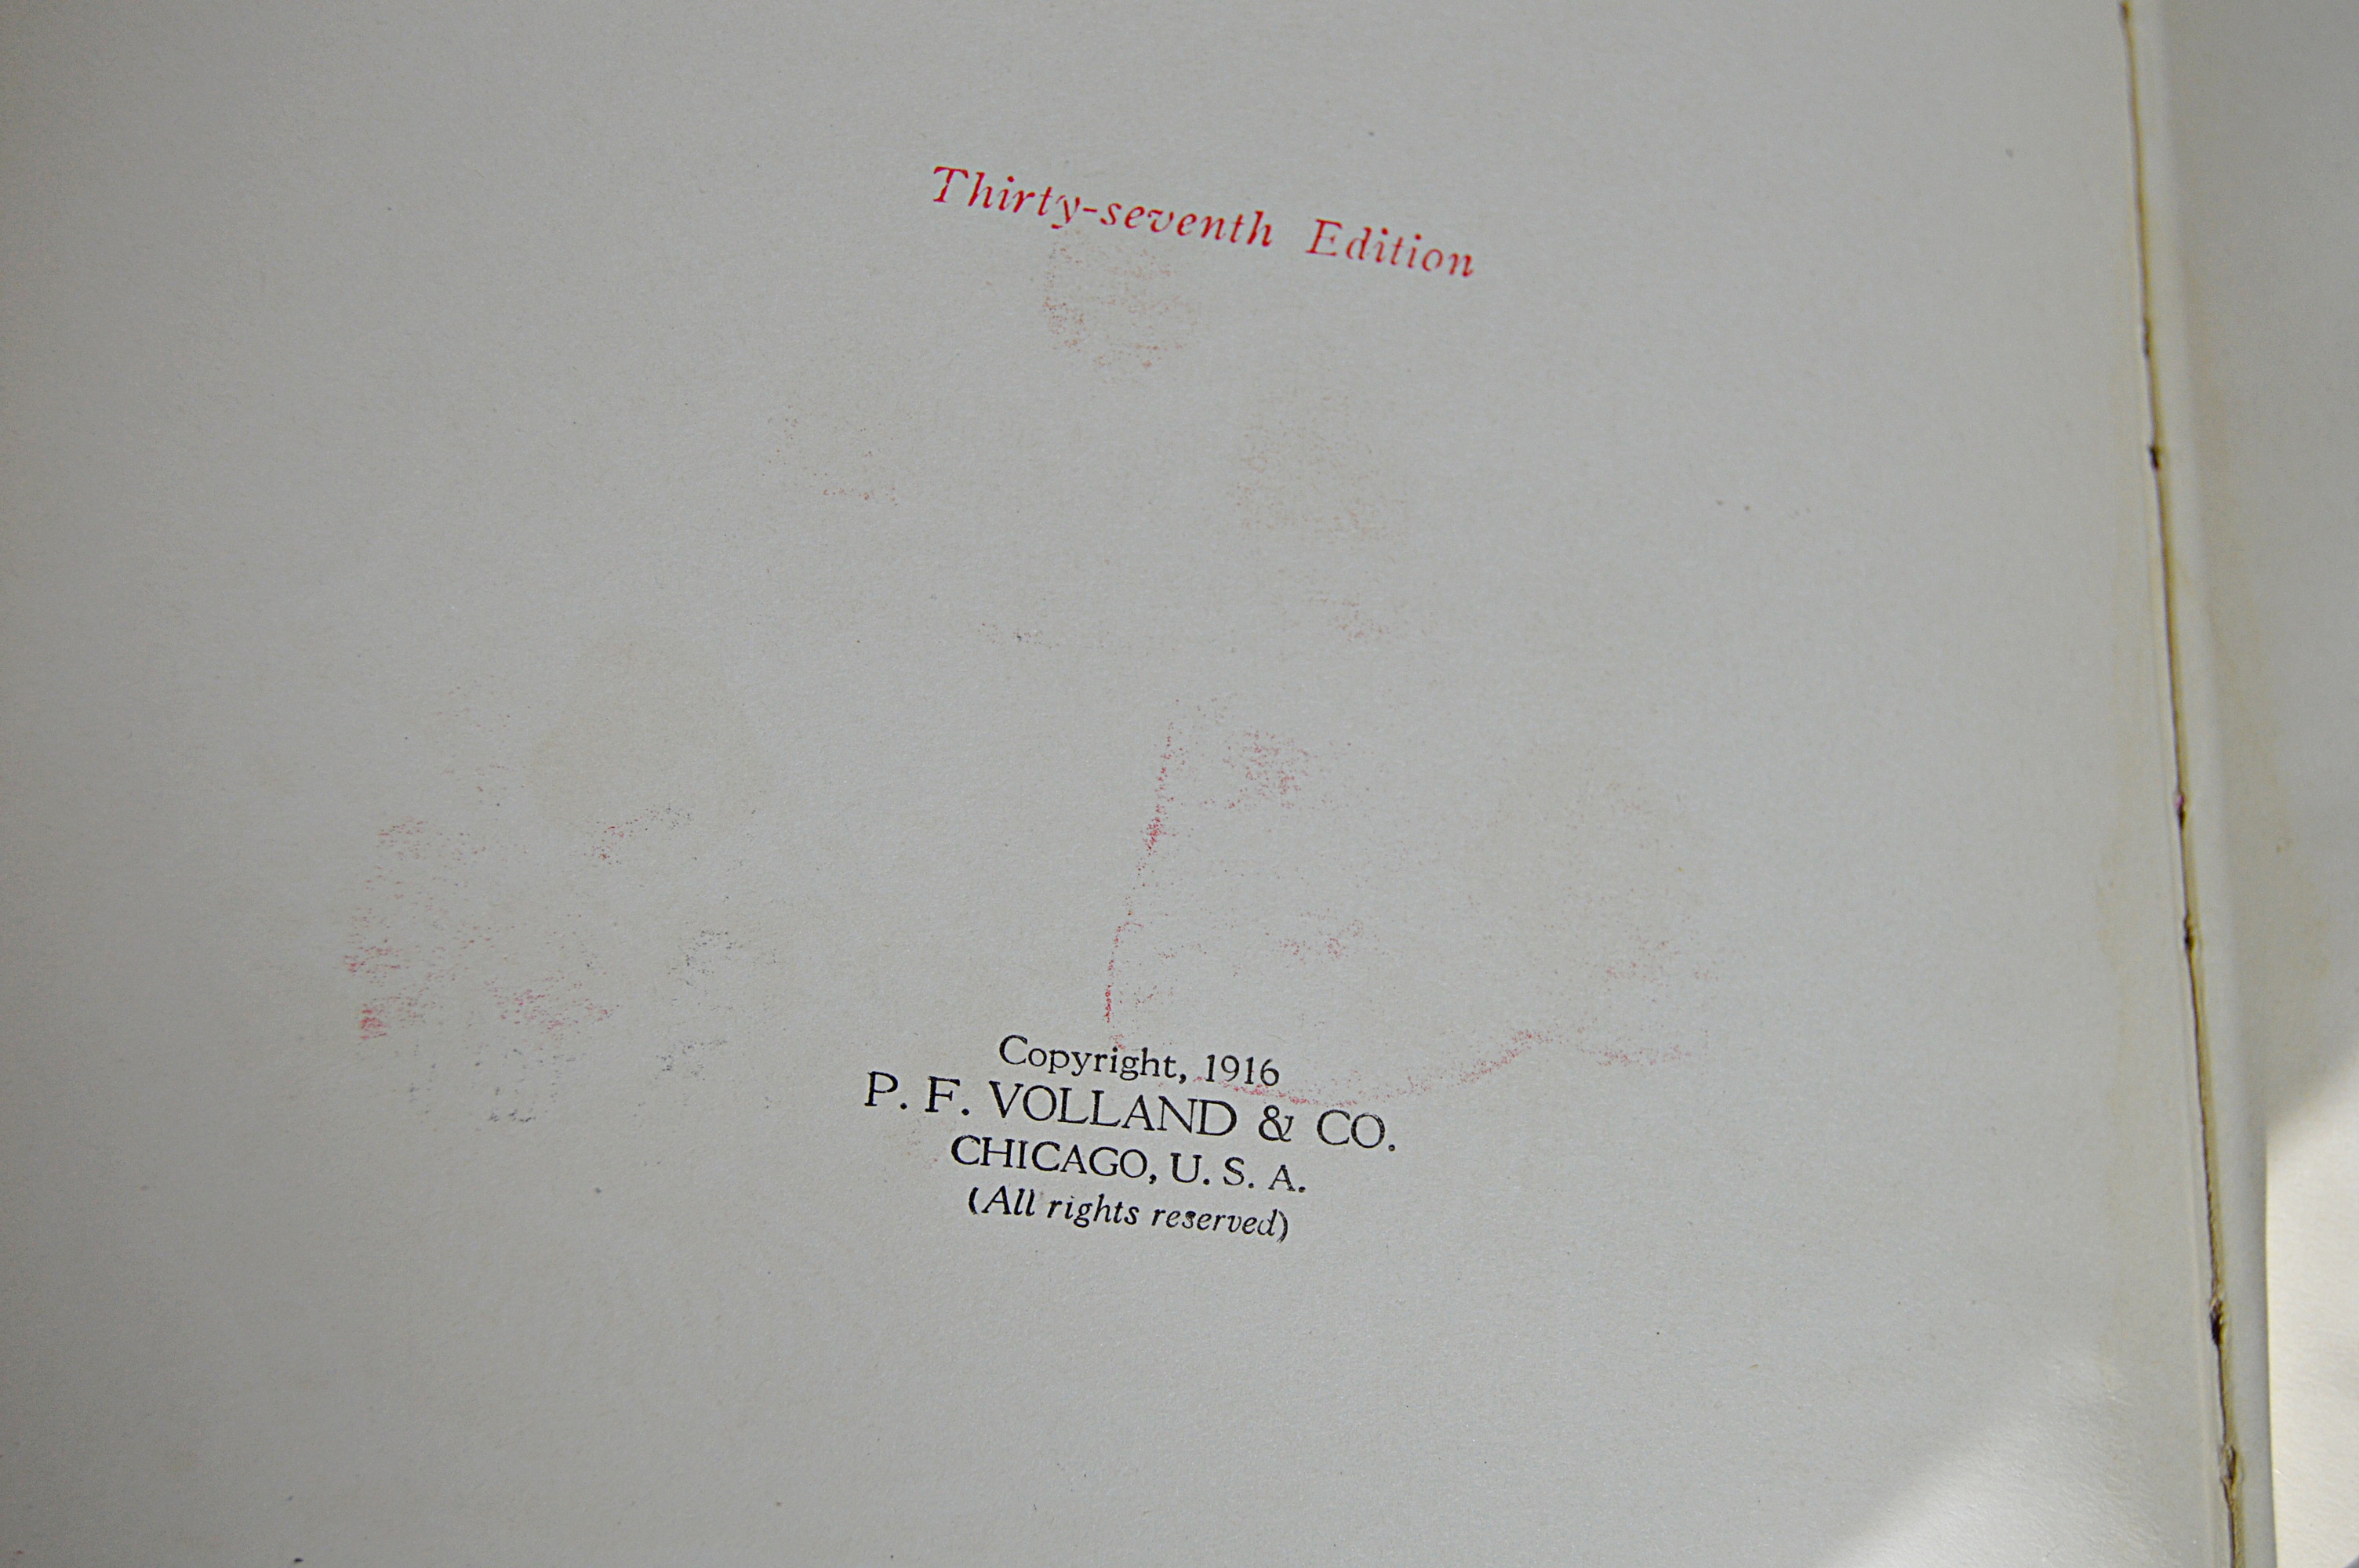 Thirty-seventh Edition
Copyright, 1916
P. F. VOLLAND & CO.
CHICAGO, U. S. A.
(All rights reserved)